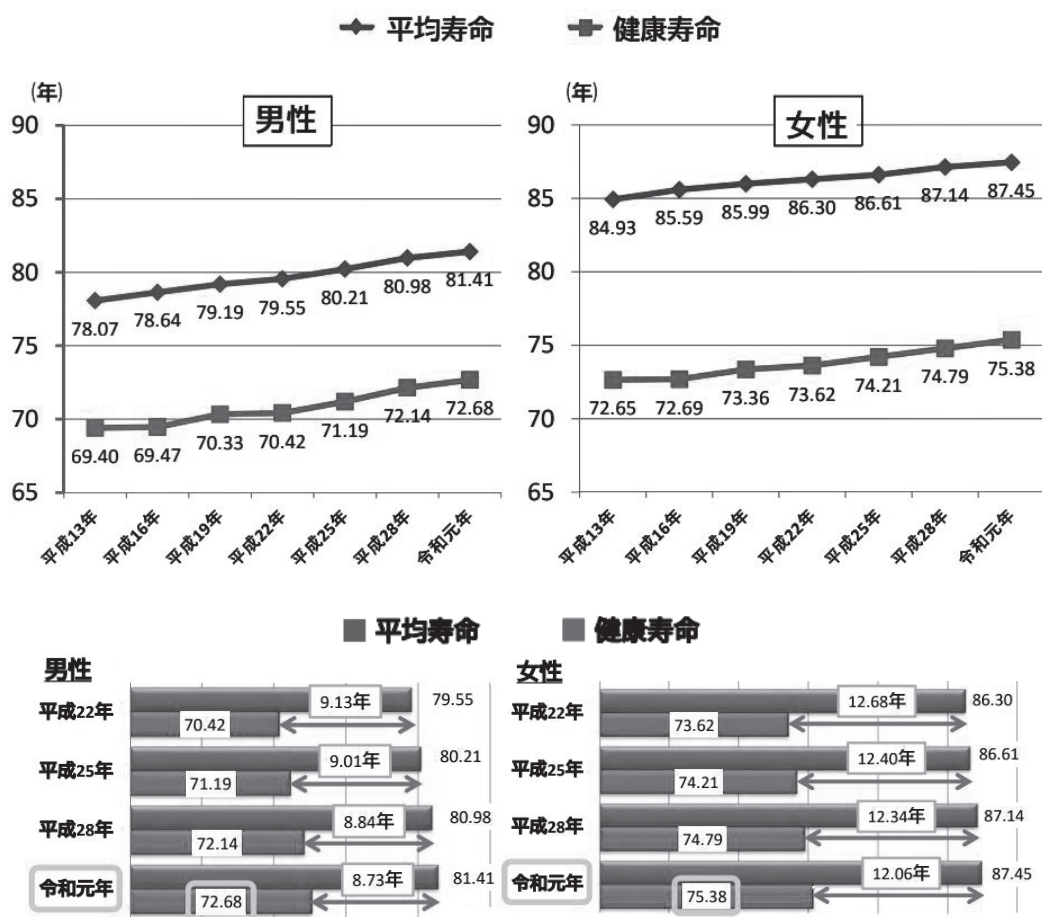 平均寿命 健康寿命
(年)
男性
90
85
80
75
70
65
78.07 78.64 79.19 79.55 80.21 80.98 81.41
69.40 69.47 70.33 70.42 71.19 72.14 72.68
平成13年 平成16年 平成19年 平成22年 平成25年 平成28年 令和元年
(年)
女性
90
85
80
75
70
65
84.93 85.59 85.99 86.30 86.61 87.14 87.45
72.65 72.69 73.36 73.62 74.21 74.79 75.38
平成13年 平成16年 平成19年 平成22年 平成25年 平成28年 令和元年
平均寿命 健康寿命
男性
平成22年 9.13年 79.55
70.42
平成25年 9.01年 80.21
71.19
平成28年 8.84年 80.98
72.14
令和元年 8.73年 81.41
72.68
女性
平成22年 12.68年 86.30
73.62
平成25年 12.40年 86.61
74.21
平成28年 12.34年 87.14
74.79
令和元年 12.06年 87.45
75.38